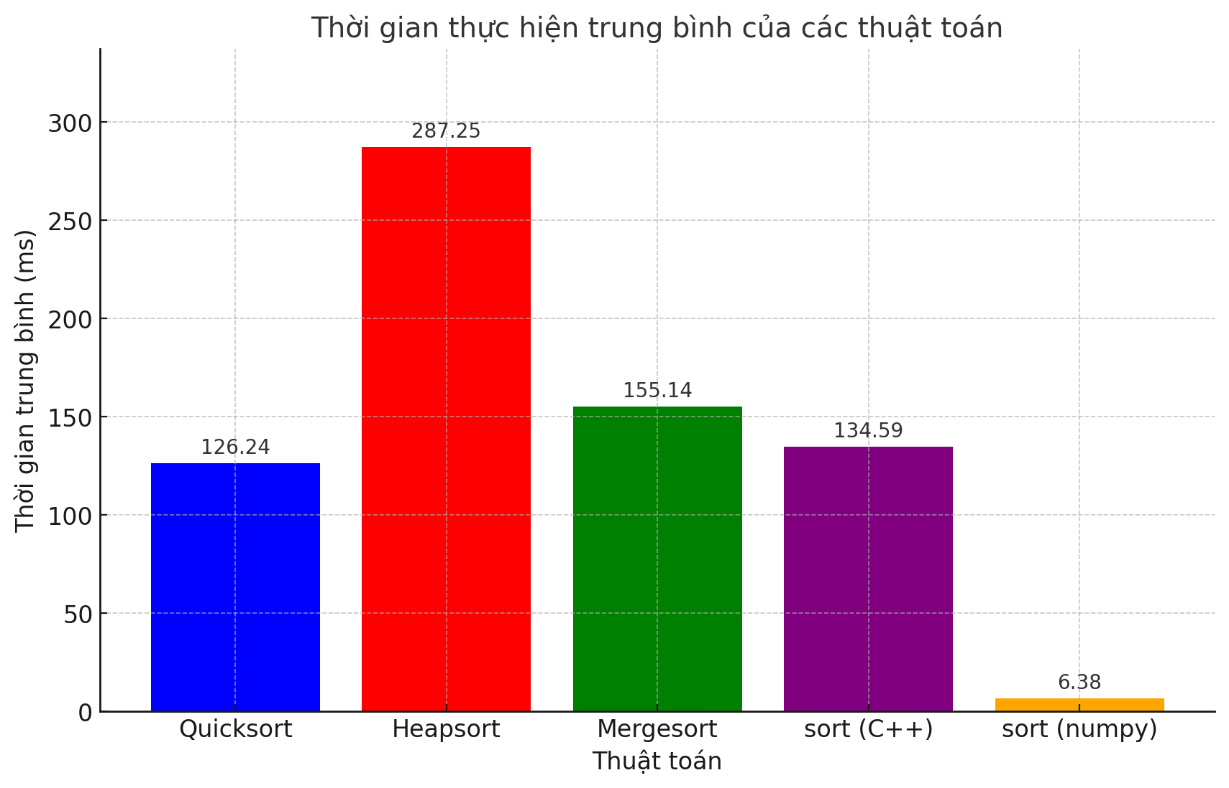 Thời gian thực hiện trung bình của các thuật toán
Thời gian trung bình (ms)
300
250
200
150
100
50
0
126.24
287.25
155.14
134.59
6.38
Quicksort
Heapsort
Mergesort
sort (C++)
sort (numpy)
Thuật toán